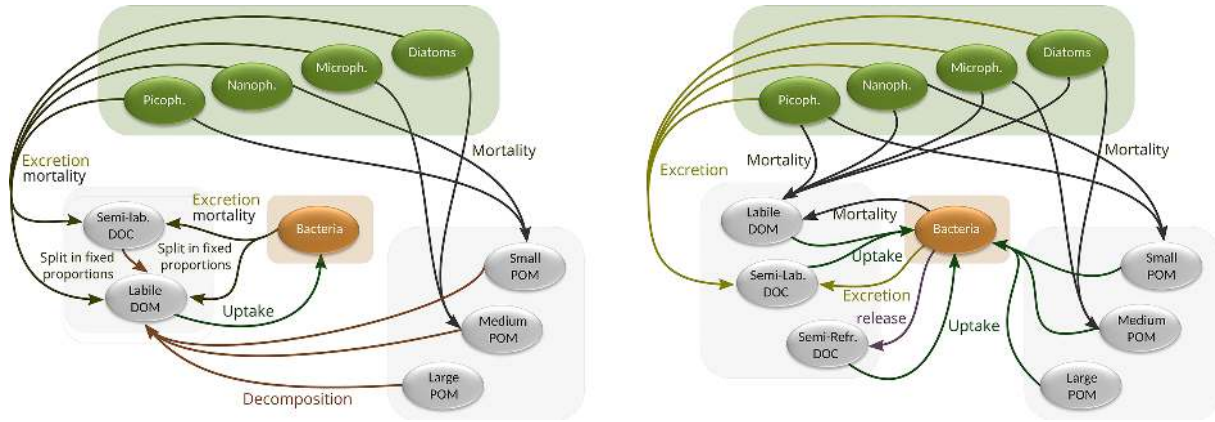 Diatoms
Microph.
Nanoph.
Picoph.
Excretion
mortality
Mortality
Excretion
mortality
Semi-lab.
DOC
Bacteria
Split in fixed
proportions
Split in fixed
proportions
Labile
DOM
Uptake
Small
POM
Medium
POM
Large
POM
Decomposition
Diatoms
Microph.
Nanoph.
Picoph.
Mortality
Mortality
Excretion
Labile
DOM
Mortality
Bacteria
Uptake
Semi-Lab.
DOC
Excretion
release
Uptake
Semi-Refr.
DOC
Small
POM
Medium
POM
Large
POM